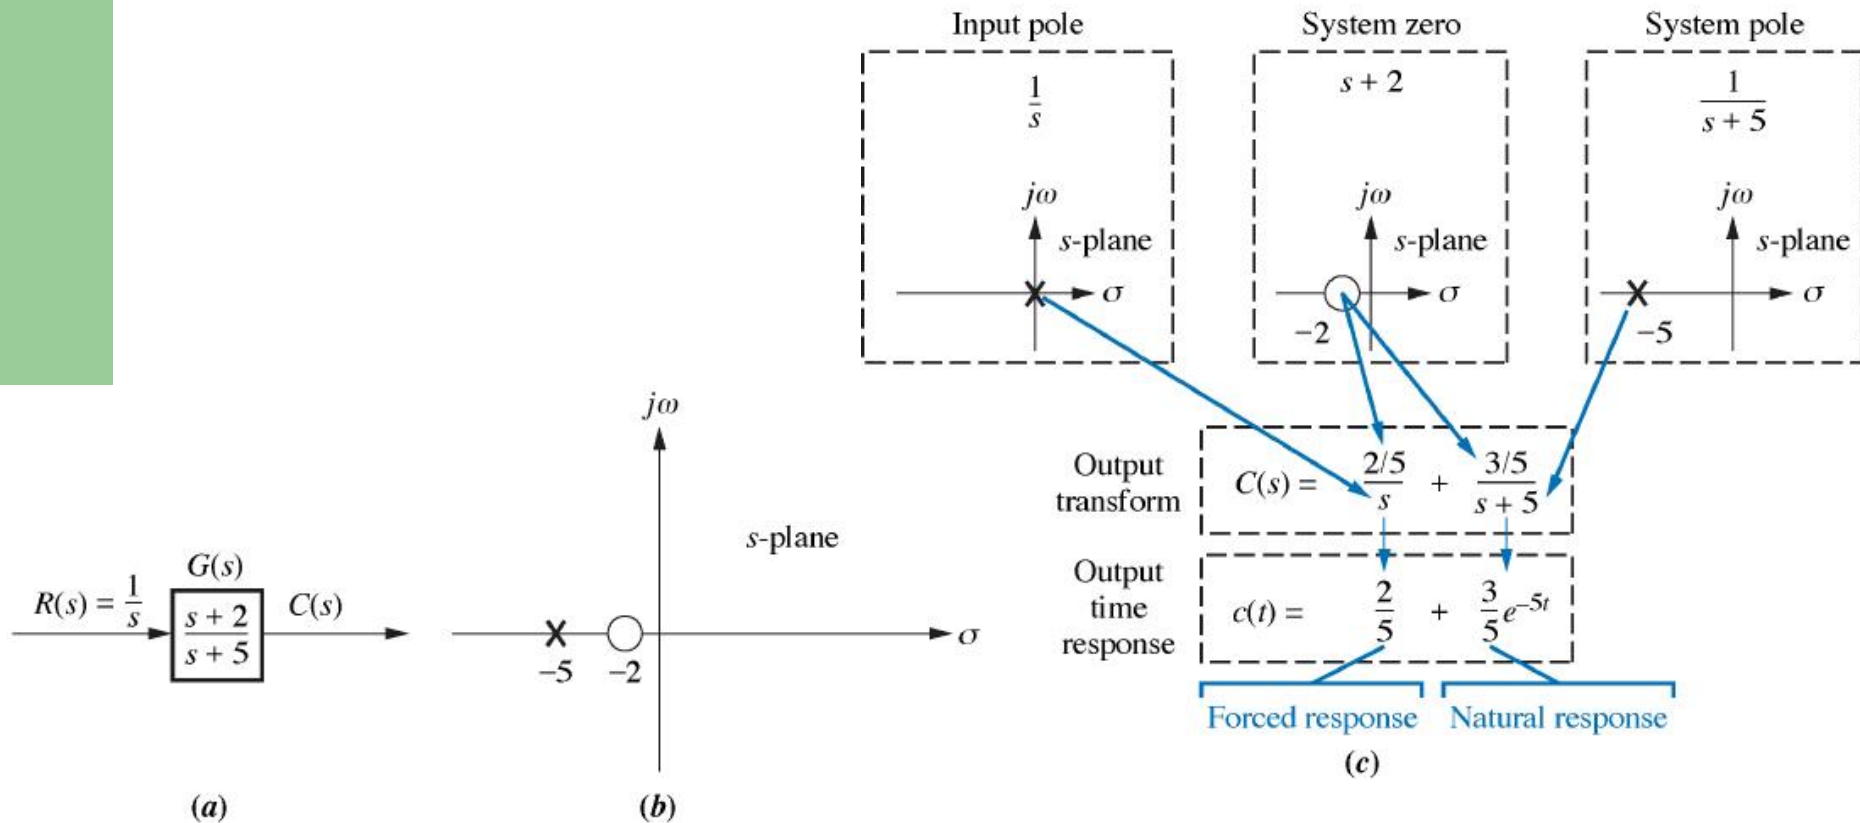 Input pole
System zero
System pole
1
s
s + 2
1
s + 5
jω
s-plane
σ
jω
s-plane
σ
−2
jω
s-plane
σ
−5
Output
transform
C(s) = 2/5 / s + 3/5 / s + 5
Output
time
response
c(t) = 2/5 + 3/5 e−5t
Forced response
Natural response
(c)
G(s)
R(s) = 1/s
s + 2
s + 5
C(s)
(a)
jω
s-plane
σ
−5
−2
(b)